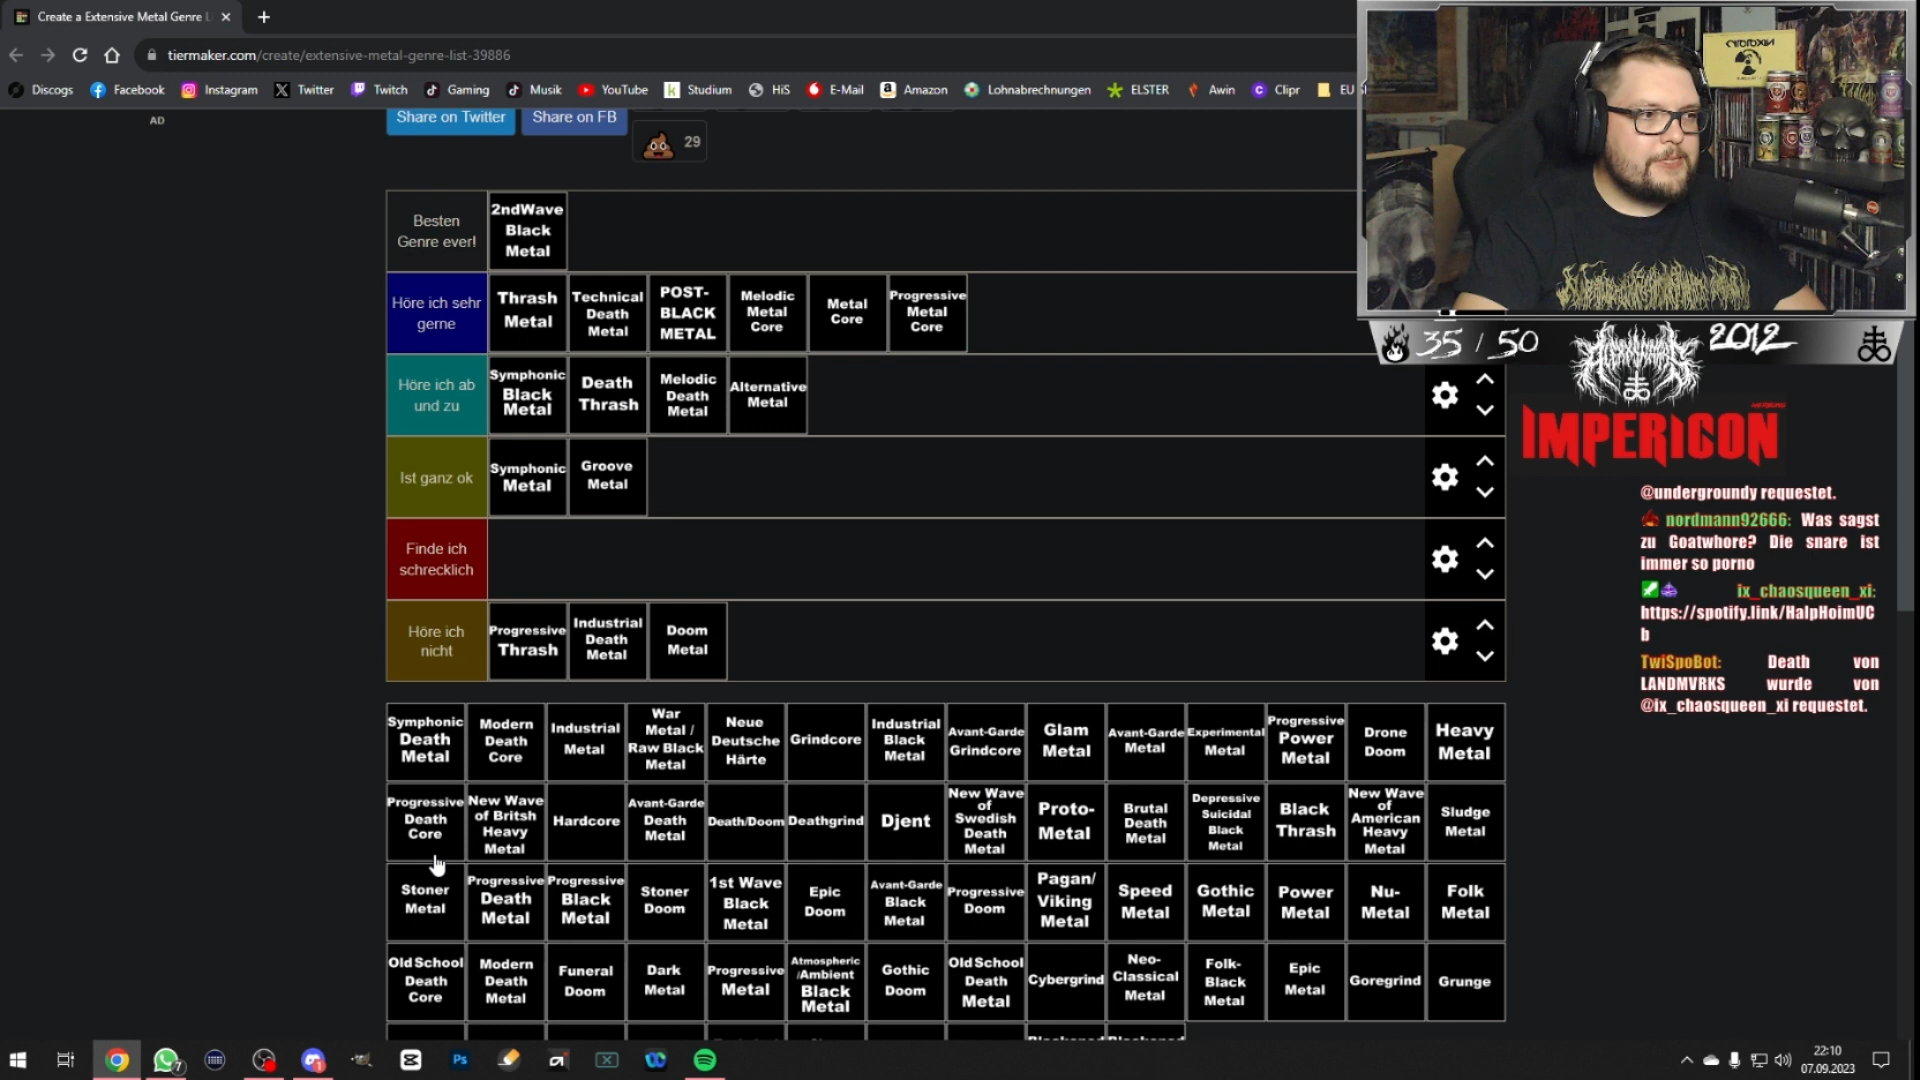 Create a Extensive Metal Genre L
tiermaker.com/create/extensive-metal-genre-list-39886
Discogs
Facebook
Instagram
Twitter
Twitch
Gaming
Musik
YouTube
Studium
HiS
E-Mail
Amazon
Lohnabrechnungen
ELSTER
Awin
Clipr
EU
AD
Share on Twitter
Share on FB
29
Besten
Genre ever!
2ndWave
Black
Metal
Höre ich sehr
gerne
Thrash
Metal
Technical
Death
Metal
POST-
BLACK
METAL
Melodic
Metal
Core
Metal
Core
Progressive
Metal
Core
Höre ich ab
und zu
Symphonic
Black
Metal
Death
Thrash
Melodic
Death
Metal
Alternative
Metal
Ist ganz ok
Symphonic
Metal
Groove
Metal
Finde ich
schrecklich
Höre ich
nicht
Progressive
Thrash
Industrial
Death
Metal
Doom
Metal
Symphonic
Death
Metal
Modern
Death
Core
Industrial
Metal
War
Metal /
Raw Black
Metal
Neue
Deutsche
Härte
Grindcore
Industrial
Black
Metal
Avant-Garde
Grindcore
Glam
Metal
Avant-Garde
Metal
Experimental
Metal
Progressive
Power
Metal
Drone
Doom
Heavy
Metal
Progressive
Death
Core
New Wave
of Britsh
Heavy
Metal
Hardcore
Avant-Garde
Death
Metal
Death/Doom
Deathgrind
Djent
New Wave
of
Swedish
Death
Metal
Proto-
Metal
Brutal
Death
Metal
Depressive
Suicidal
Black
Metal
Black
Thrash
New Wave
of
American
Heavy
Metal
Sludge
Metal
Stoner
Metal
Progressive
Death
Metal
Progressive
Black
Metal
Stoner
Doom
1st Wave
Black
Metal
Epic
Doom
Avant-Garde
Black
Metal
Progressive
Doom
Pagan/
Viking
Metal
Speed
Metal
Gothic
Metal
Power
Metal
Nu-
Metal
Folk
Metal
Old School
Death
Core
Modern
Death
Metal
Funeral
Doom
Dark
Metal
Progressive
Metal
Atmospheric
/Ambient
Black
Metal
Gothic
Doom
Old School
Death
Metal
Cybergrind
Neo-
Classical
Metal
Folk-
Black
Metal
Epic
Metal
Goregrind
Grunge
35 / 50
2012
IMPERICON
@undergroundy requestet.
nordmann92666: Was sagst
zu Goatwhore? Die snare ist
immer so porno
ix_chaosqueen_xi:
https://spotify.link/HalpHoimUC
b
TwiSpoBot: Death von
LANDMVRKS wurde von
@ix_chaosqueen_xi requestet.
Ps
7
1
22:10
07.09.2023